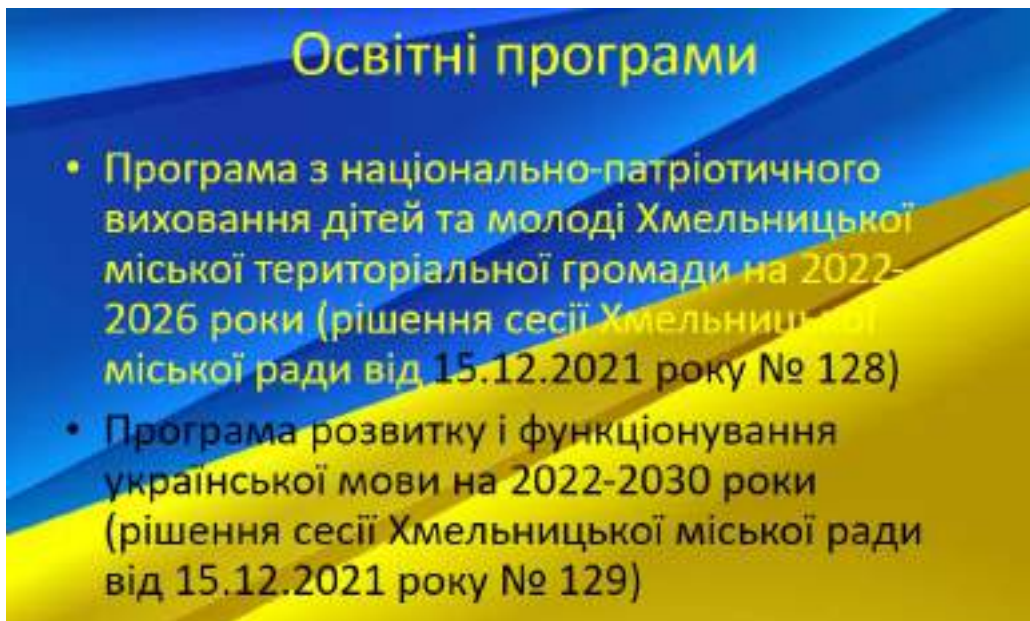 Освітні програми
• Програма з національно-патріотичного
виховання дітей та молоді Хмельницької
міської територіальної громади на 2022-
2026 роки (рішення сесії Хмельницької
міської ради від 15.12.2021 року № 128)
• Програма розвитку і функціонування
української мови на 2022-2030 роки
(рішення сесії Хмельницької міської ради
від 15.12.2021 року № 129)